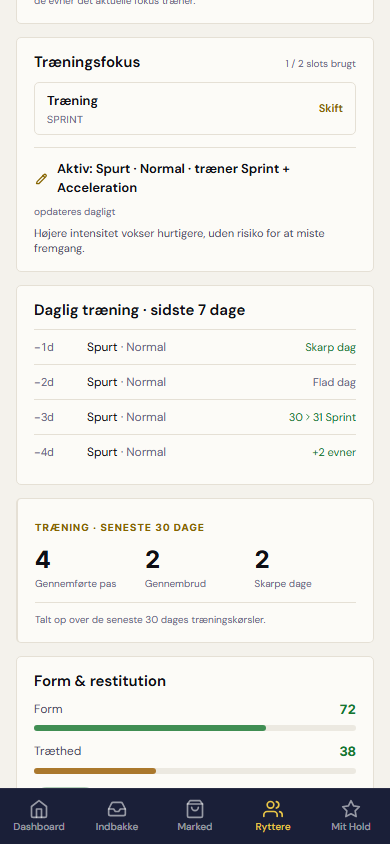 de evner det aktuelle fokus træner.
Træningsfokus
1 / 2 slots brugt
Træning
SPRINT
Skift
Aktiv: Spurt · Normal · træner Sprint +
Acceleration
opdateres dagligt
Højere intensitet vokser hurtigere, uden risiko for at miste
fremgang.
Daglig træning · sidste 7 dage
−1d Spurt · Normal Skarp dag
−2d Spurt · Normal Flad dag
−3d Spurt · Normal 30 › 31 Sprint
−4d Spurt · Normal +2 evner
TRÆNING · SENESTE 30 DAGE
4 2 2
Gennemførte pas Gennembrud Skarpe dage
Talt op over de seneste 30 dages træningskørsler.
Form & restitution
Form 72
Træthed 38
Dashboard Indbakke Marked Ryttere Mit Hold